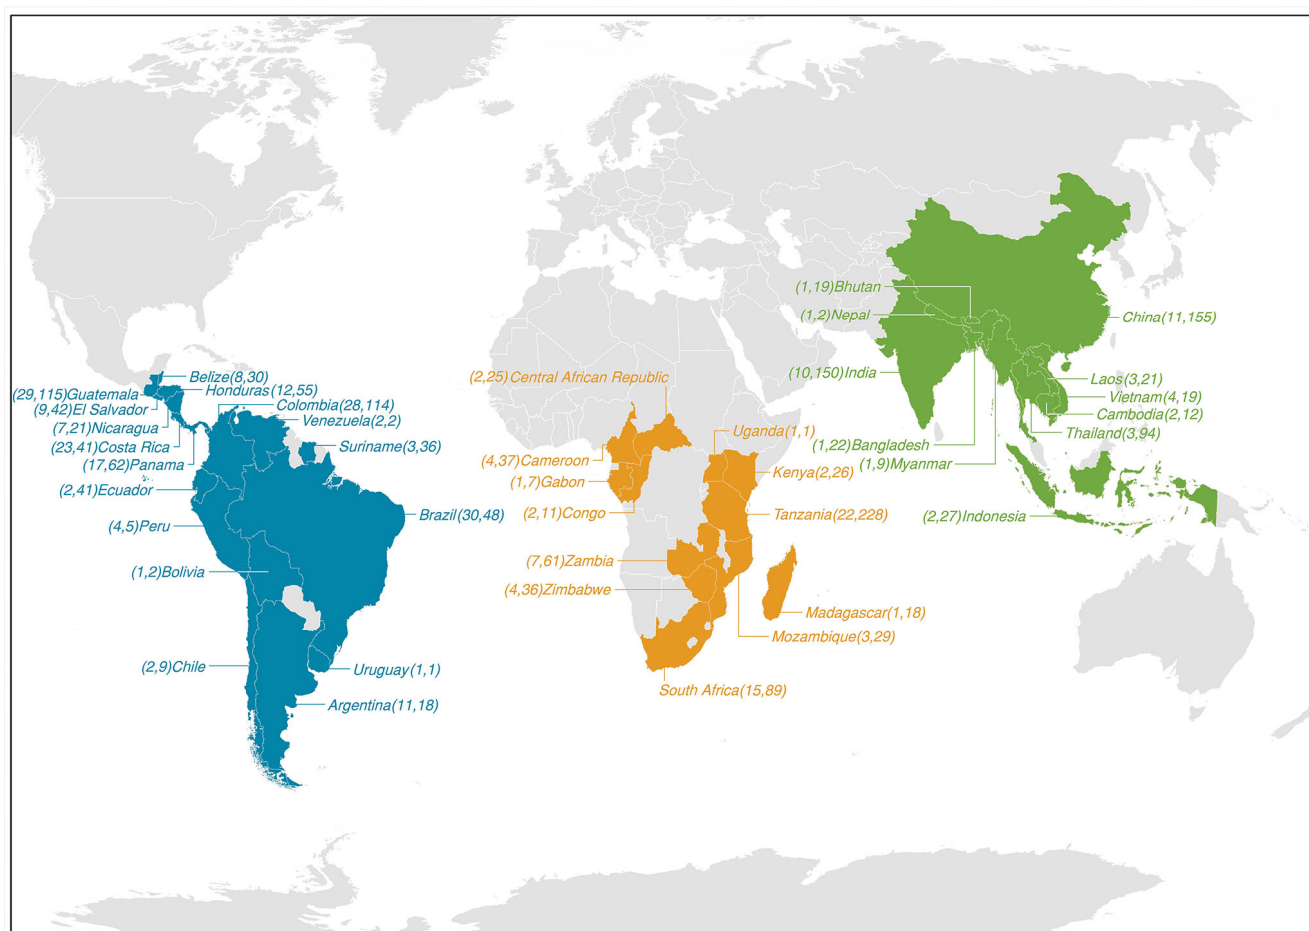 Belize(8,30)
(29,115)Guatemala
Honduras(12,55)
(9,42)El Salvador
Colombia(28,114)
(7,21)Nicaragua
Venezuela(2,2)
(23,41)Costa Rica
Suriname(3,36)
(17,62)Panama
(2,41)Ecuador
Brazil(30,48)
(4,5)Peru
(1,2)Bolivia
(2,9)Chile
Uruguay(1,1)
Argentina(11,18)
(2,25)Central African Republic
Uganda(1,1)
(4,37)Cameroon
Kenya(2,26)
(1,7)Gabon
(2,11)Congo
Tanzania(22,228)
(7,61)Zambia
(4,36)Zimbabwe
Madagascar(1,18)
Mozambique(3,29)
South Africa(15,89)
(1,19)Bhutan
(1,2)Nepal
China(11,155)
(10,150)India
Laos(3,21)
Vietnam(4,19)
Cambodia(2,12)
Thailand(3,94)
(1,22)Bangladesh
(1,9)Myanmar
(2,27)Indonesia